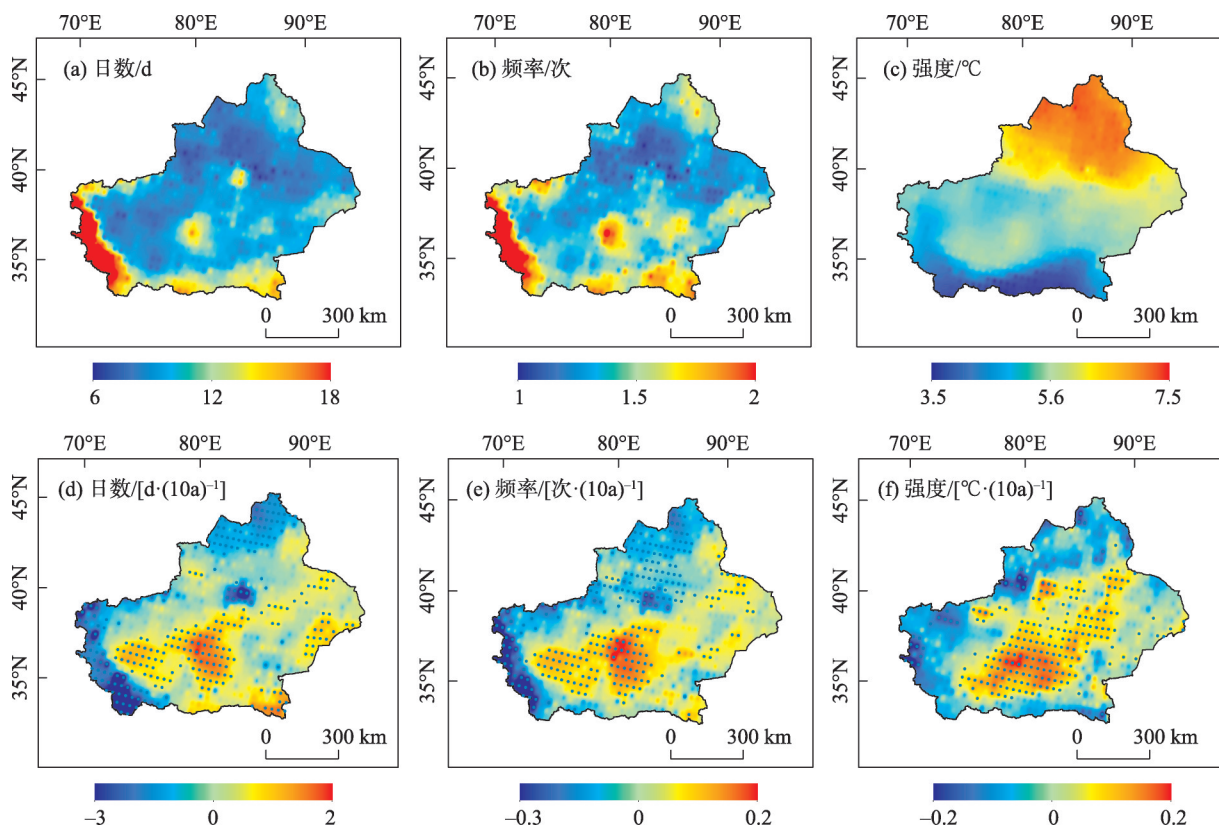 70°E 80°E 90°E 70°E 80°E 90°E 70°E 80°E 90°E
45°N 40°N 35°N
(a) 日数/d
0 300 km
6 12 18
45°N 40°N 35°N
(b) 频率/次
0 300 km
1 1.5 2
45°N 40°N 35°N
(c) 强度/℃
0 300 km
3.5 5.6 7.5
70°E 80°E 90°E 70°E 80°E 90°E 70°E 80°E 90°E
45°N 40°N 35°N
(d) 日数/[d·(10a)⁻¹]
0 300 km
−3 0 2
45°N 40°N 35°N
(e) 频率/[次·(10a)⁻¹]
0 300 km
−0.3 0 0.2
45°N 40°N 35°N
(f) 强度/[℃·(10a)⁻¹]
0 300 km
−0.2 0 0.2